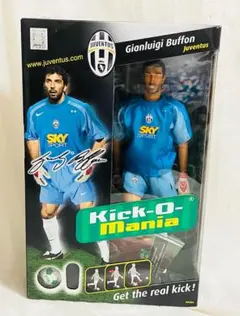 www.juventus.com
JUVENTUS
Gianluigi Buffon
Juventus
SKY
SPORT
SKY
SPORT
Kick-O-
Mania
Get the real kick!